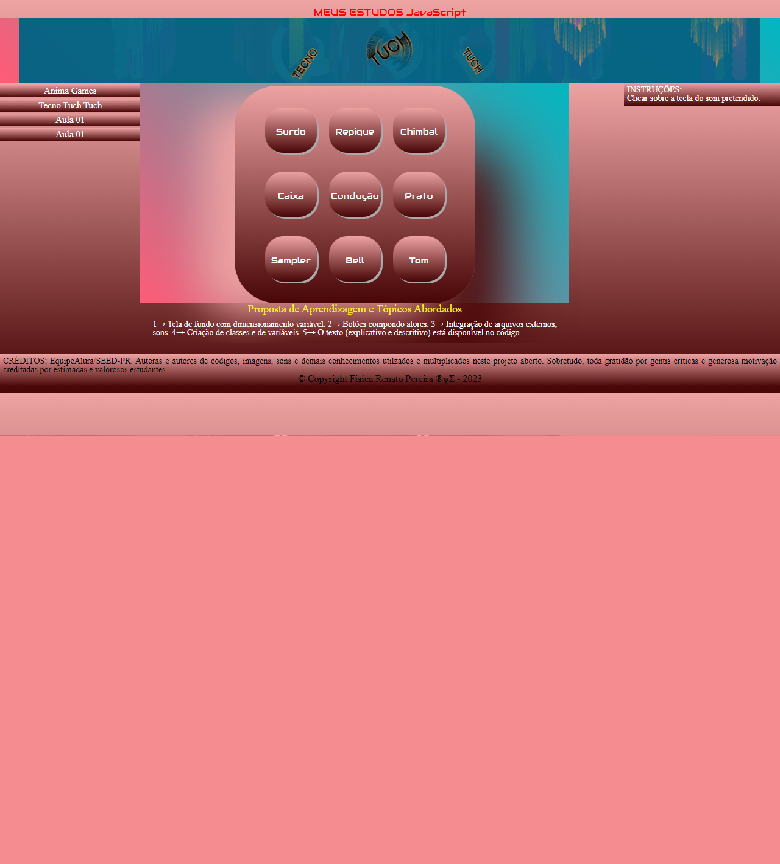 MEUS ESTUDOS JavaScript
TECNO
TUCH
TUCH
Anima Games
Tecno Tuch Tuch
Aula 01
Aula 01
INSTRUÇÕES:
Clicar sobre a tecla do som pretendido.
Surdo Repique Chimbal
Caixa Condução Prato
Sampler Bell Tom
Proposta de Aprendizagem e Tópicos Abordados
1 → Tela de fundo com dimensionamento variável. 2 → Botões compondo atores. 3 → Integração de arquivos externos,
sons. 4→ Criação de classes e de variáveis. 5→ O texto (explicativo e descritivo) está disponível no código.
CRÉDITOS: EquipeAlura/SEED-PR. Autoras e autores de códigos, imagens, sons e demais conhecimentos utilizados e multiplicados neste projeto aberto. Sobretudo, toda gratidão por gentis críticas e generosa motivação
creditadas por estimadas e valorosos estudantes.
© Copyright Físico Renato Pereira ®φΣ - 2023